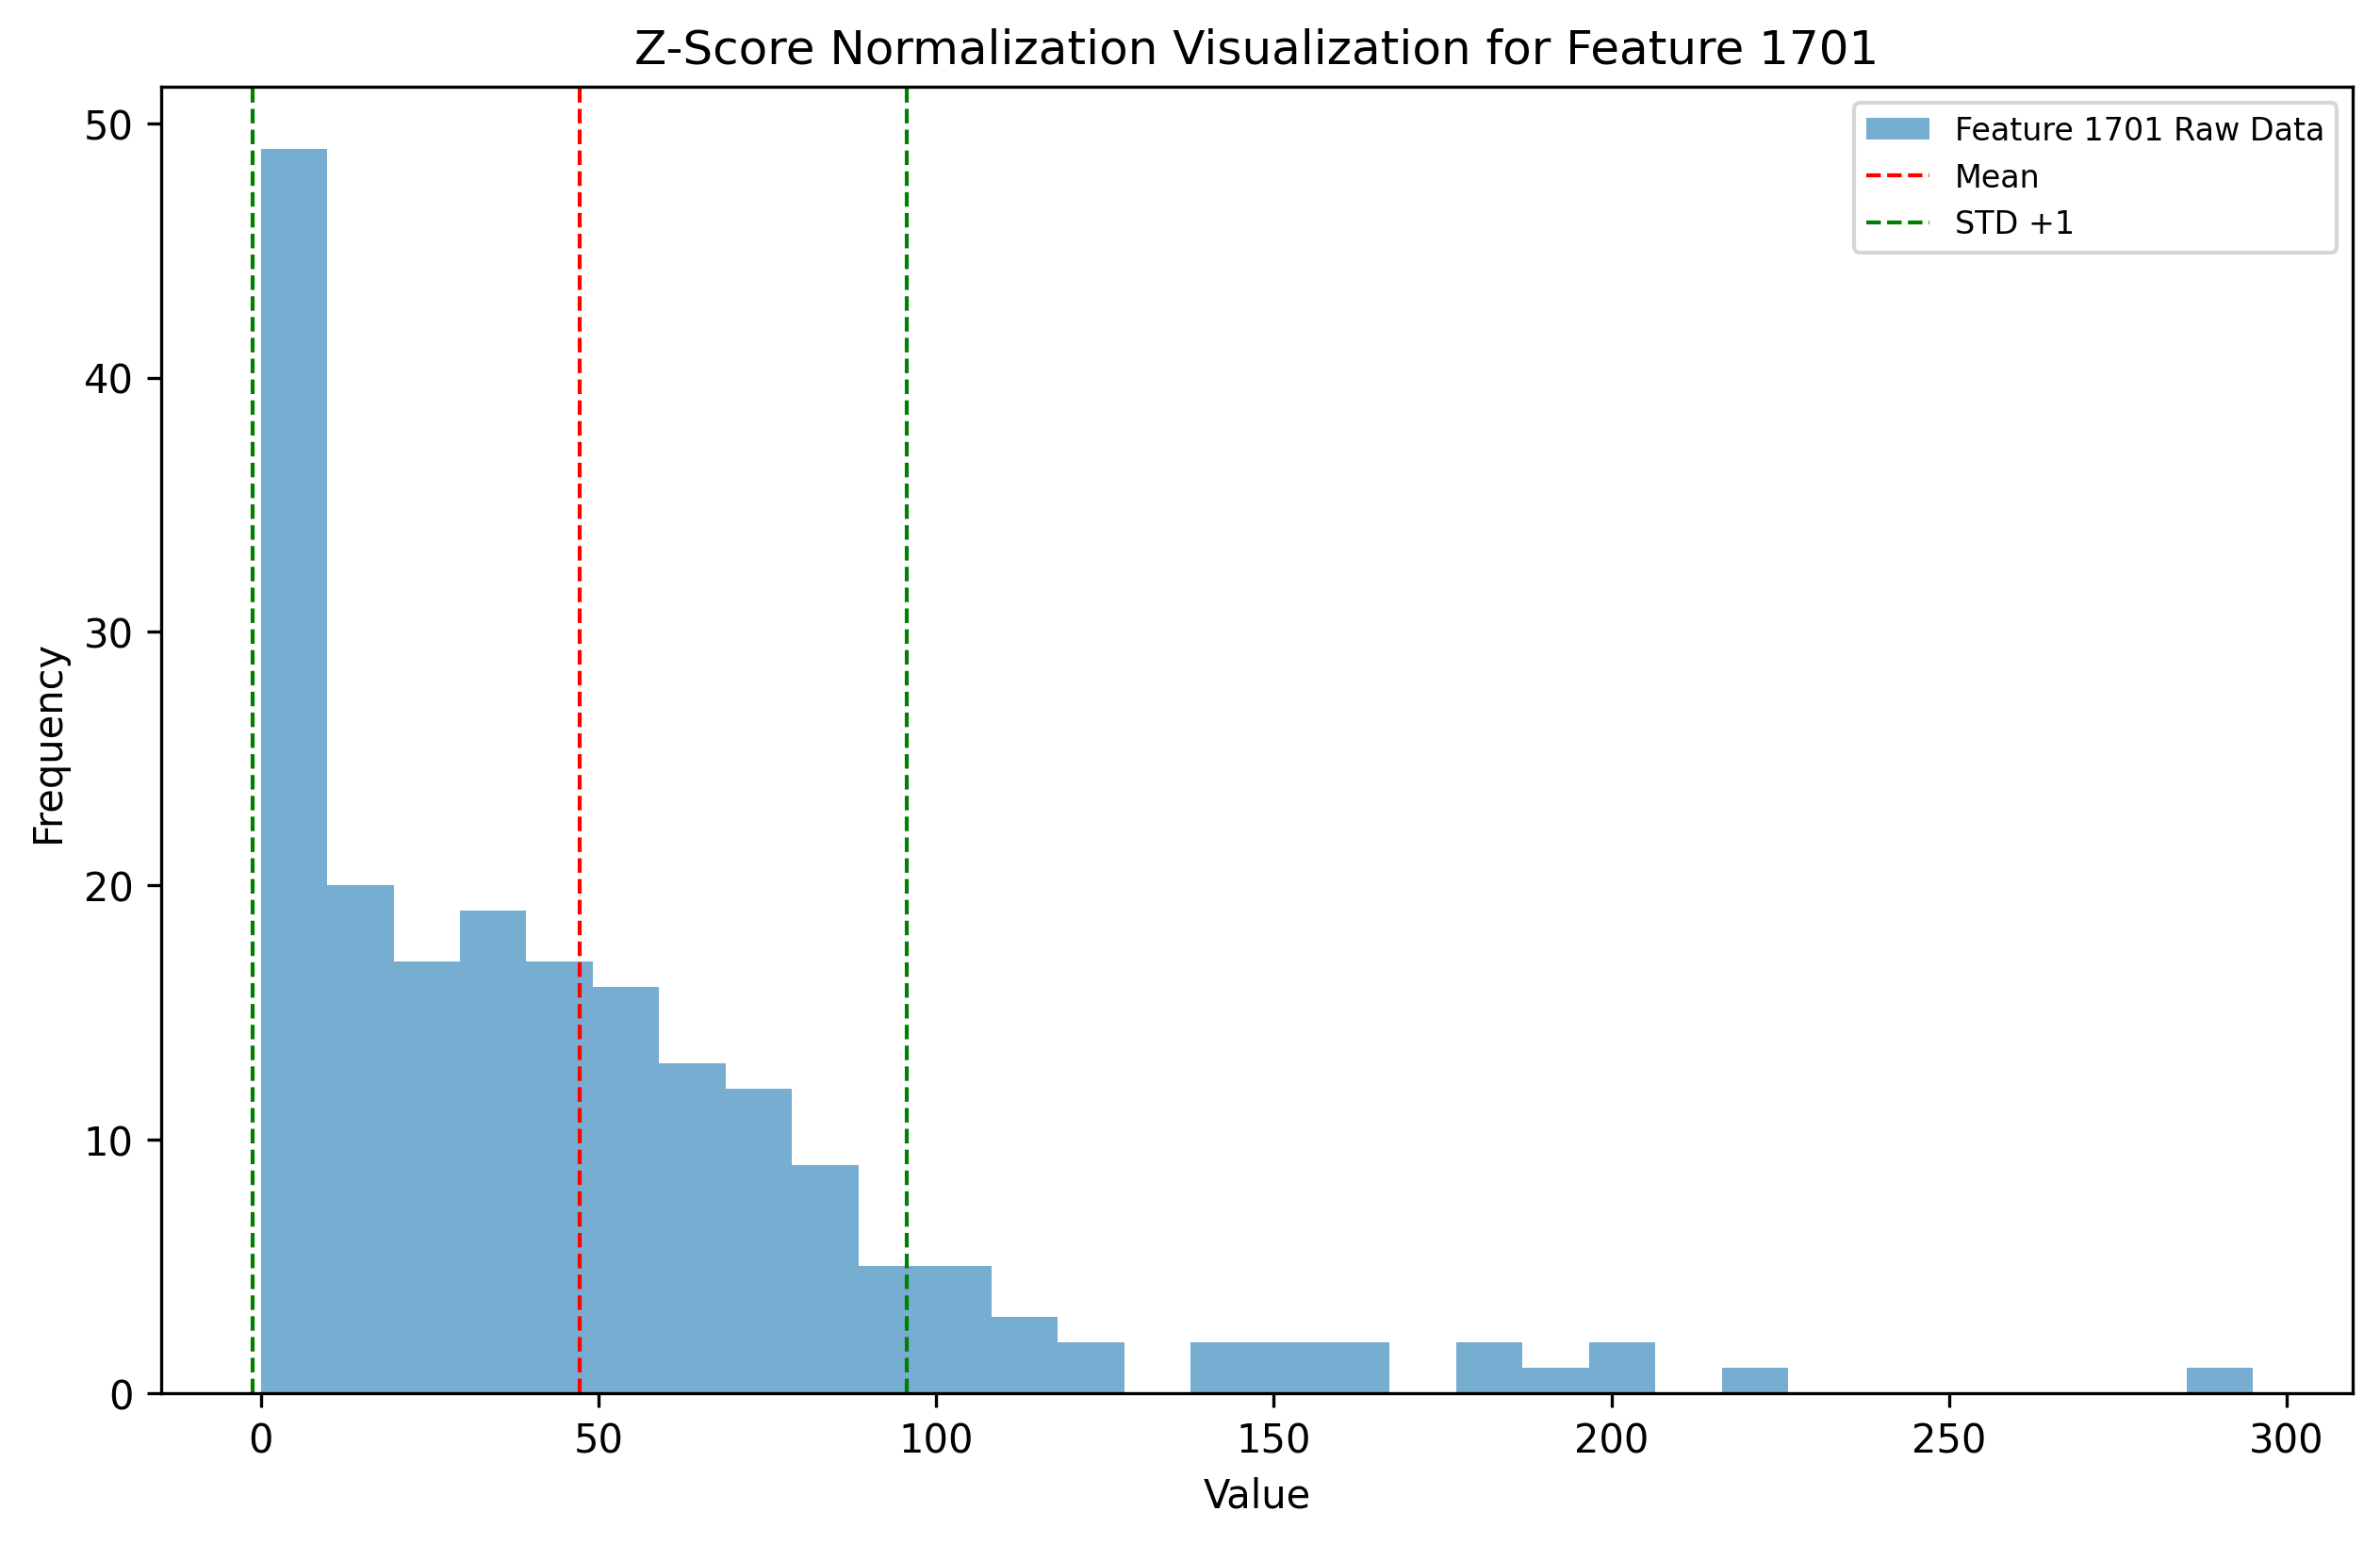 Z-Score Normalization Visualization for Feature 1701
Feature 1701 Raw Data
Mean
STD +1
50
40
30
20
10
0
Frequency
0 50 100 150 200 250 300
Value